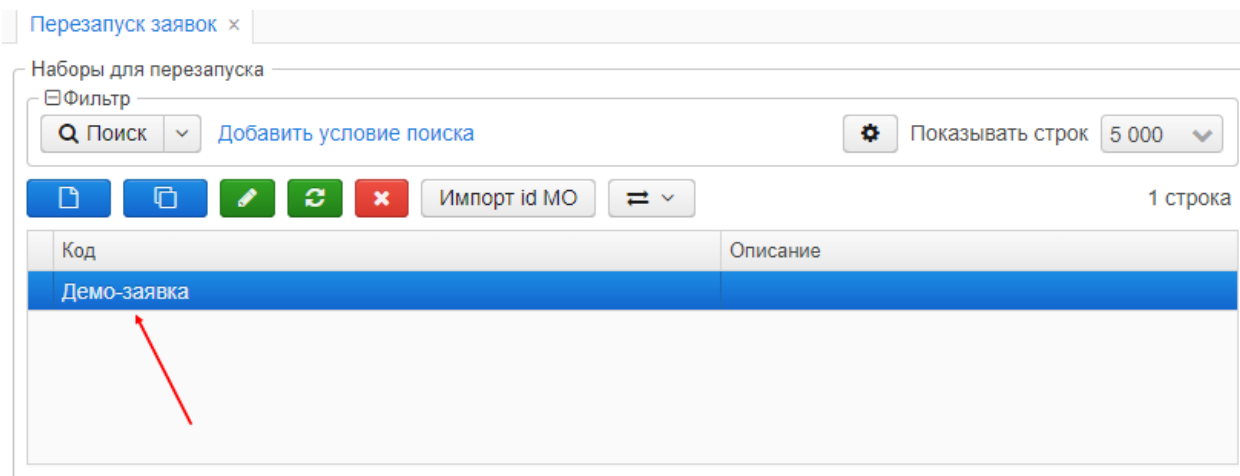 Перезапуск заявок ×
Наборы для перезапуска
Фильтр
Поиск Добавить условие поиска Показывать строк 5 000
Импорт id МО 1 строка
Код Описание
Демо-заявка